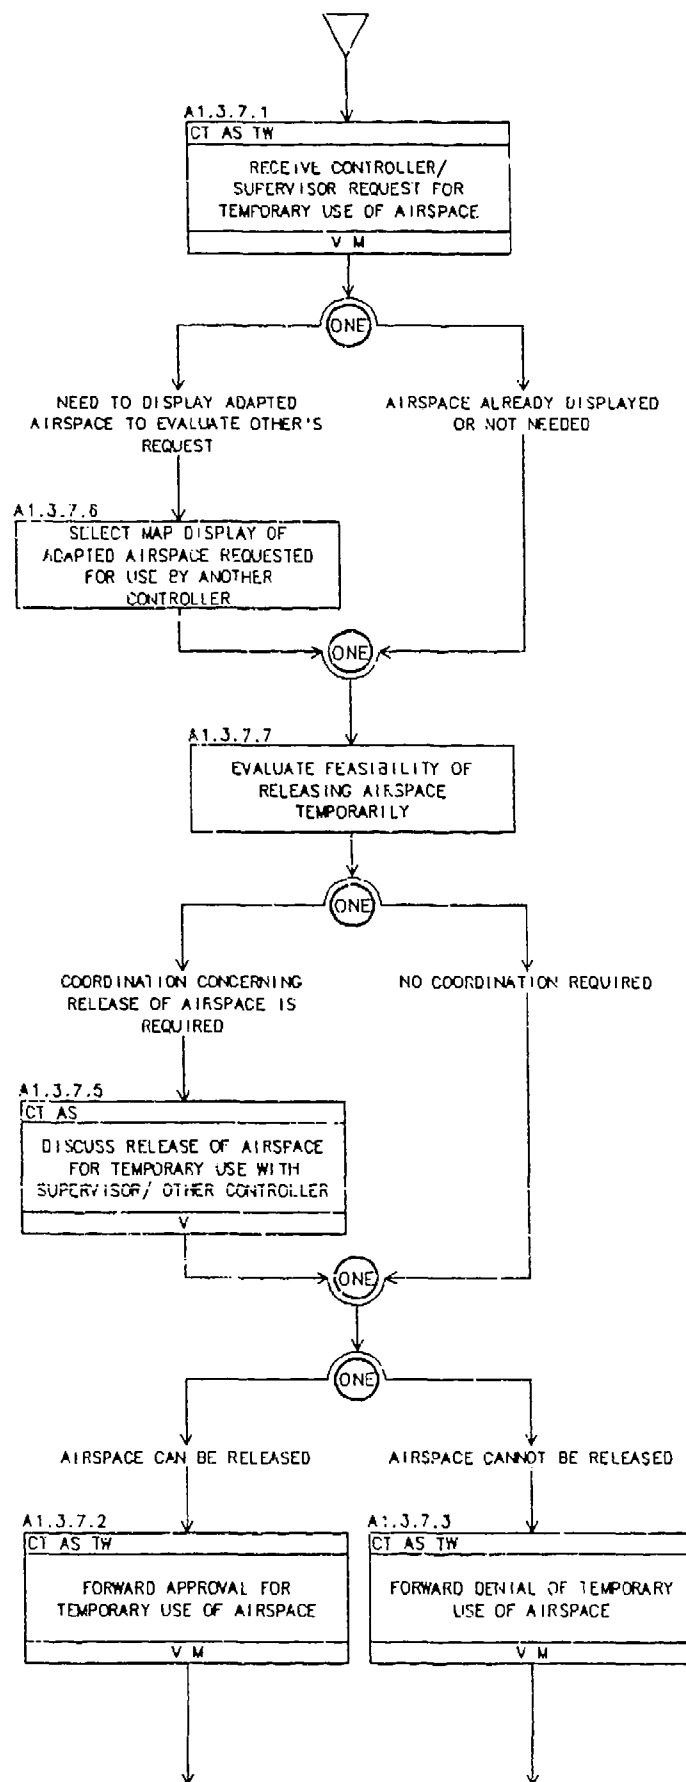 A1.3.7.1
CT AS TW
RECEIVE CONTROLLER/
SUPERVISOR REQUEST FOR
TEMPORARY USE OF AIRSPACE
V M
ONE
NEED TO DISPLAY ADAPTED
AIRSPACE TO EVALUATE OTHER'S
REQUEST
AIRSPACE ALREADY DISPLAYED
OR NOT NEEDED
A1.3.7.6
SELECT MAP DISPLAY OF
ADAPTED AIRSPACE REQUESTED
FOR USE BY ANOTHER
CONTROLLER
ONE
A1.3.7.7
EVALUATE FEASIBILITY OF
RELEASING AIRSPACE
TEMPORARILY
ONE
COORDINATION CONCERNING
RELEASE OF AIRSPACE IS
REQUIRED
NO COORDINATION REQUIRED
A1.3.7.5
CT AS
DISCUSS RELEASE OF AIRSPACE
FOR TEMPORARY USE WITH
SUPERVISOR/ OTHER CONTROLLER
V
ONE
ONE
AIRSPACE CAN BE RELEASED
AIRSPACE CANNOT BE RELEASED
A1.3.7.2
CT AS TW
FORWARD APPROVAL FOR
TEMPORARY USE OF AIRSPACE
V M
A1.3.7.3
CT AS TW
FORWARD DENIAL OF TEMPORARY
USE OF AIRSPACE
V M